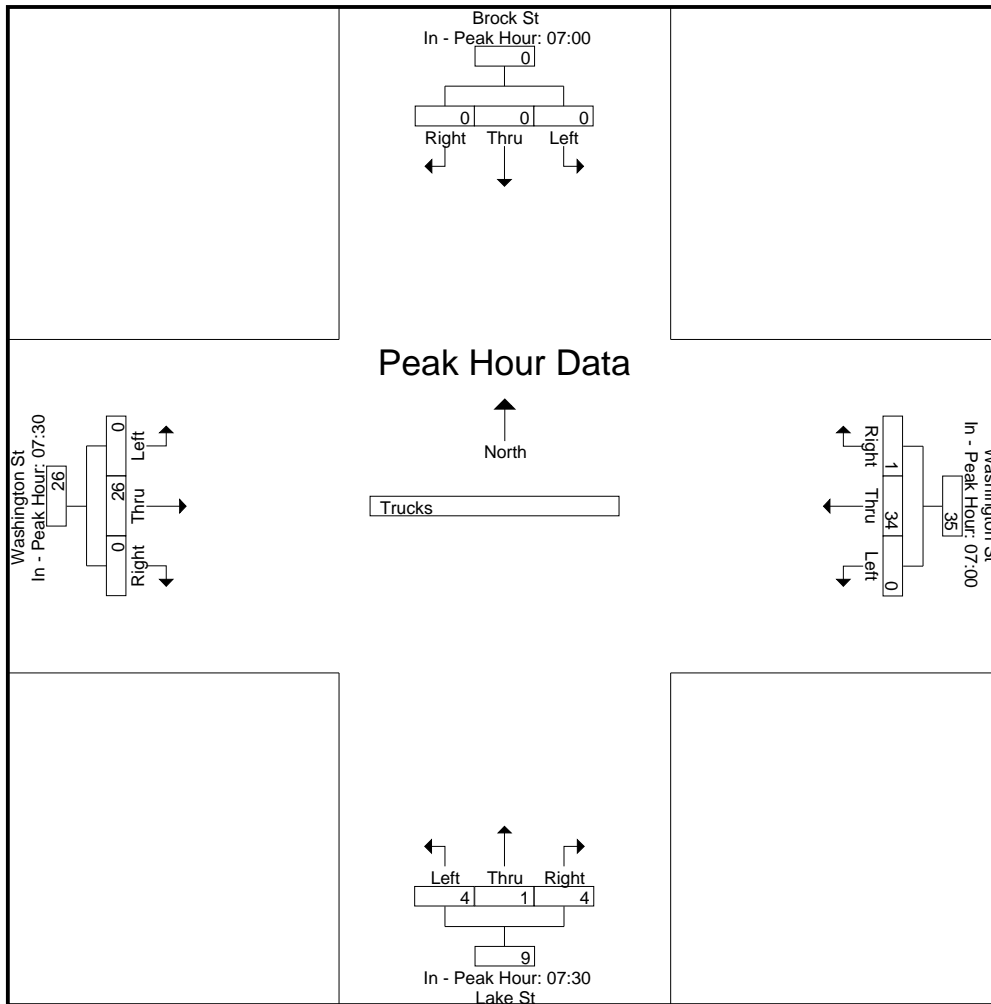 Brock St
In - Peak Hour: 07:00
0
0 0 0
Right Thru Left
Peak Hour Data
North
Trucks
Washington St
In - Peak Hour: 07:30
26
0 26 0
Left Thru Right
Washington St
In - Peak Hour: 07:00
35
1 34 0
Right Thru Left
Left Thru Right
4 1 4
9
In - Peak Hour: 07:30
Lake St